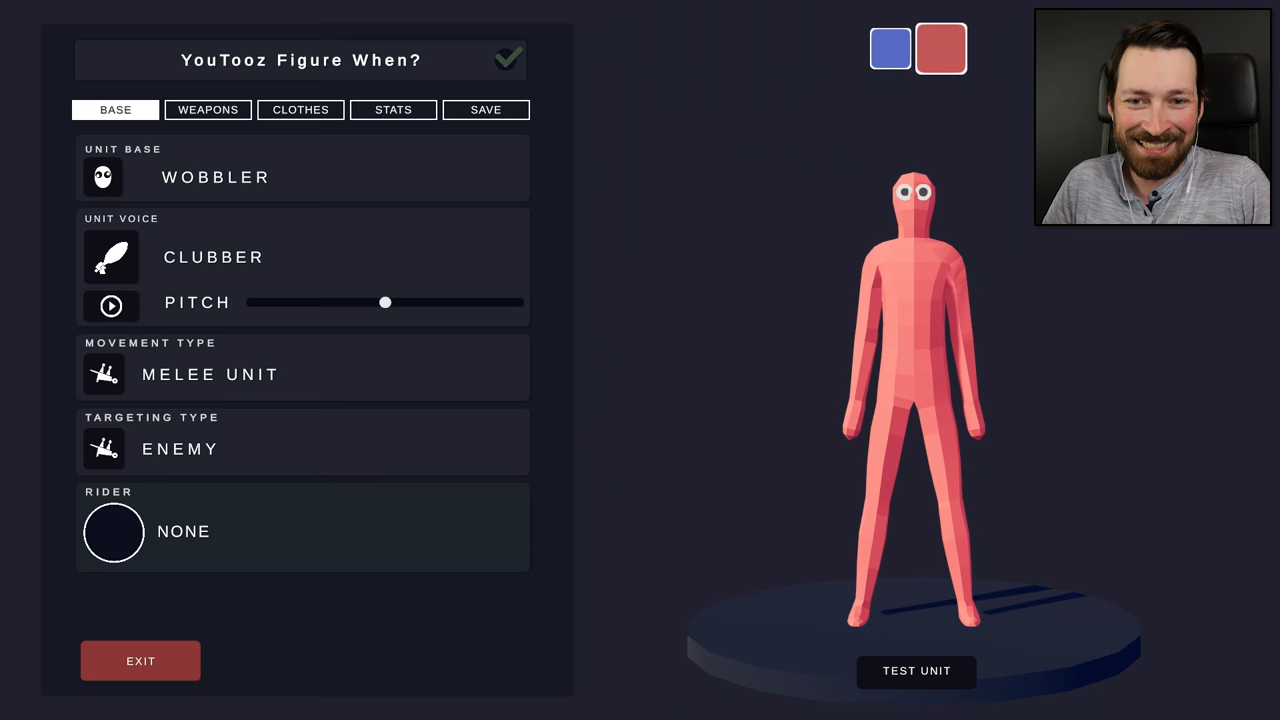 YouTooz Figure When?
BASE
WEAPONS
CLOTHES
STATS
SAVE
UNIT BASE
WOBBLER
UNIT VOICE
CLUBBER
PITCH
MOVEMENT TYPE
MELEE UNIT
TARGETING TYPE
ENEMY
RIDER
NONE
EXIT
TEST UNIT